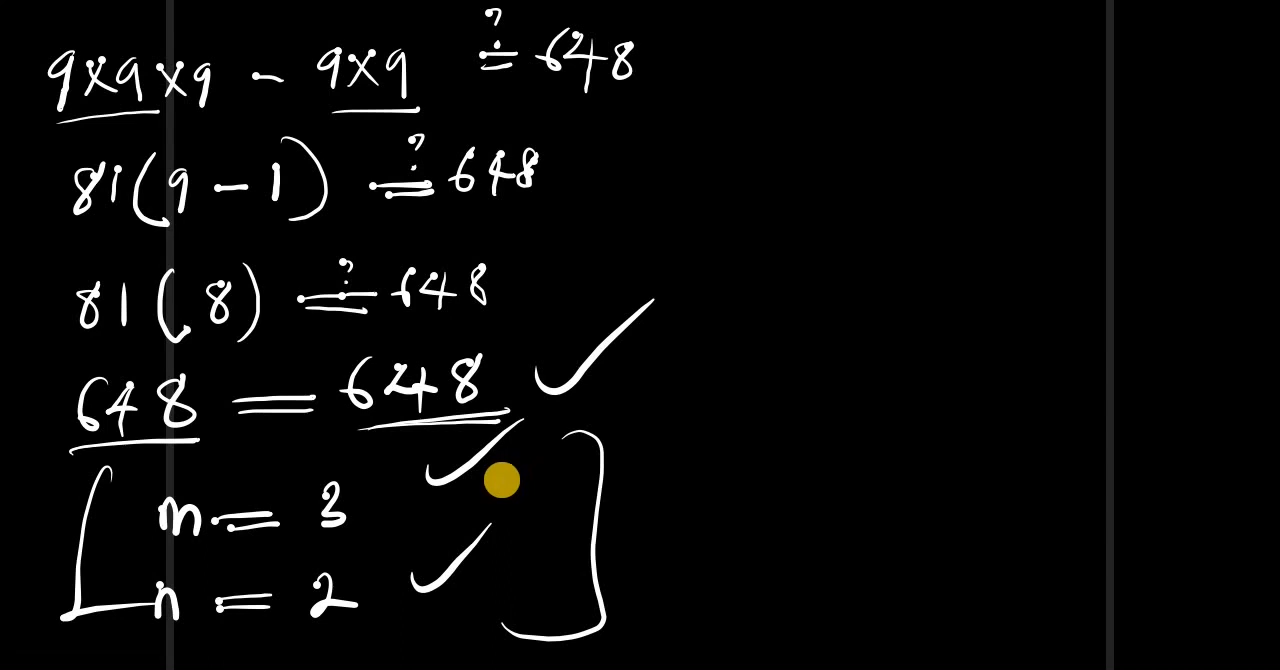 9×9×9 - 9×9 ≟ 648
81(9-1) ≟ 648
81(8) ≟ 648
648 = 648 ✓
m = 3 ✓
n = 2 ✓